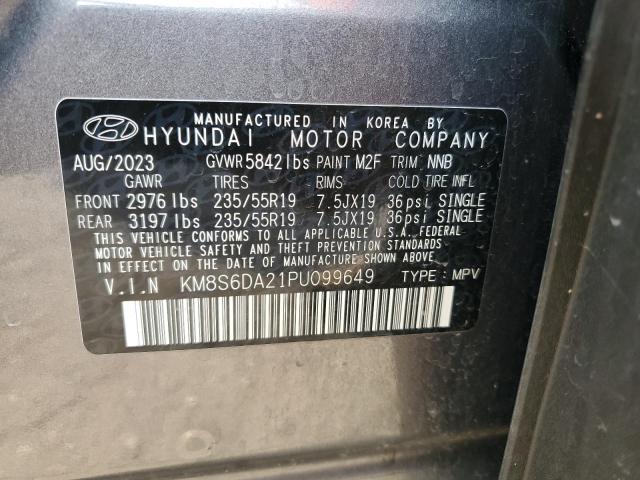 MANUFACTURED IN KOREA BY
HYUNDAI MOTOR COMPANY
AUG/2023 GVWR 5842 lbs PAINT M2F TRIM NNB
GAWR TIRES RIMS COLD TIRE INFL
FRONT 2976 lbs 235/55R19 7.5JX19 36psi SINGLE
REAR 3197 lbs 235/55R19 7.5JX19 36psi SINGLE
THIS VEHICLE CONFORMS TO ALL APPLICABLE U.S.A. FEDERAL
MOTOR VEHICLE SAFETY AND THEFT PREVENTION STANDARDS
IN EFFECT ON THE DATE OF MANUFACTURE SHOWN ABOVE.
V.I.N KM8S6DA21PU099649 TYPE : MPV